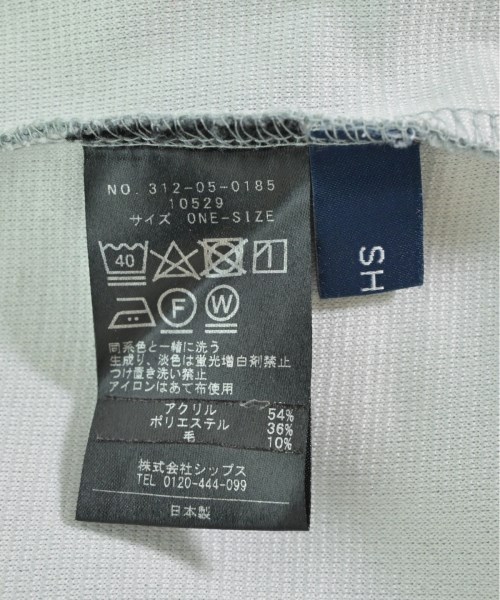 NO. 312-05-0185
10529
サイズ ONE-SIZE
40
F W
同系色と一緒に洗う
生成り、淡色は蛍光増白剤禁止
つけ置き洗い禁止
アイロンはあて布使用
アクリル 54%
ポリエステル 36%
毛 10%
株式会社シップス
TEL 0120-444-099
日本製
SH